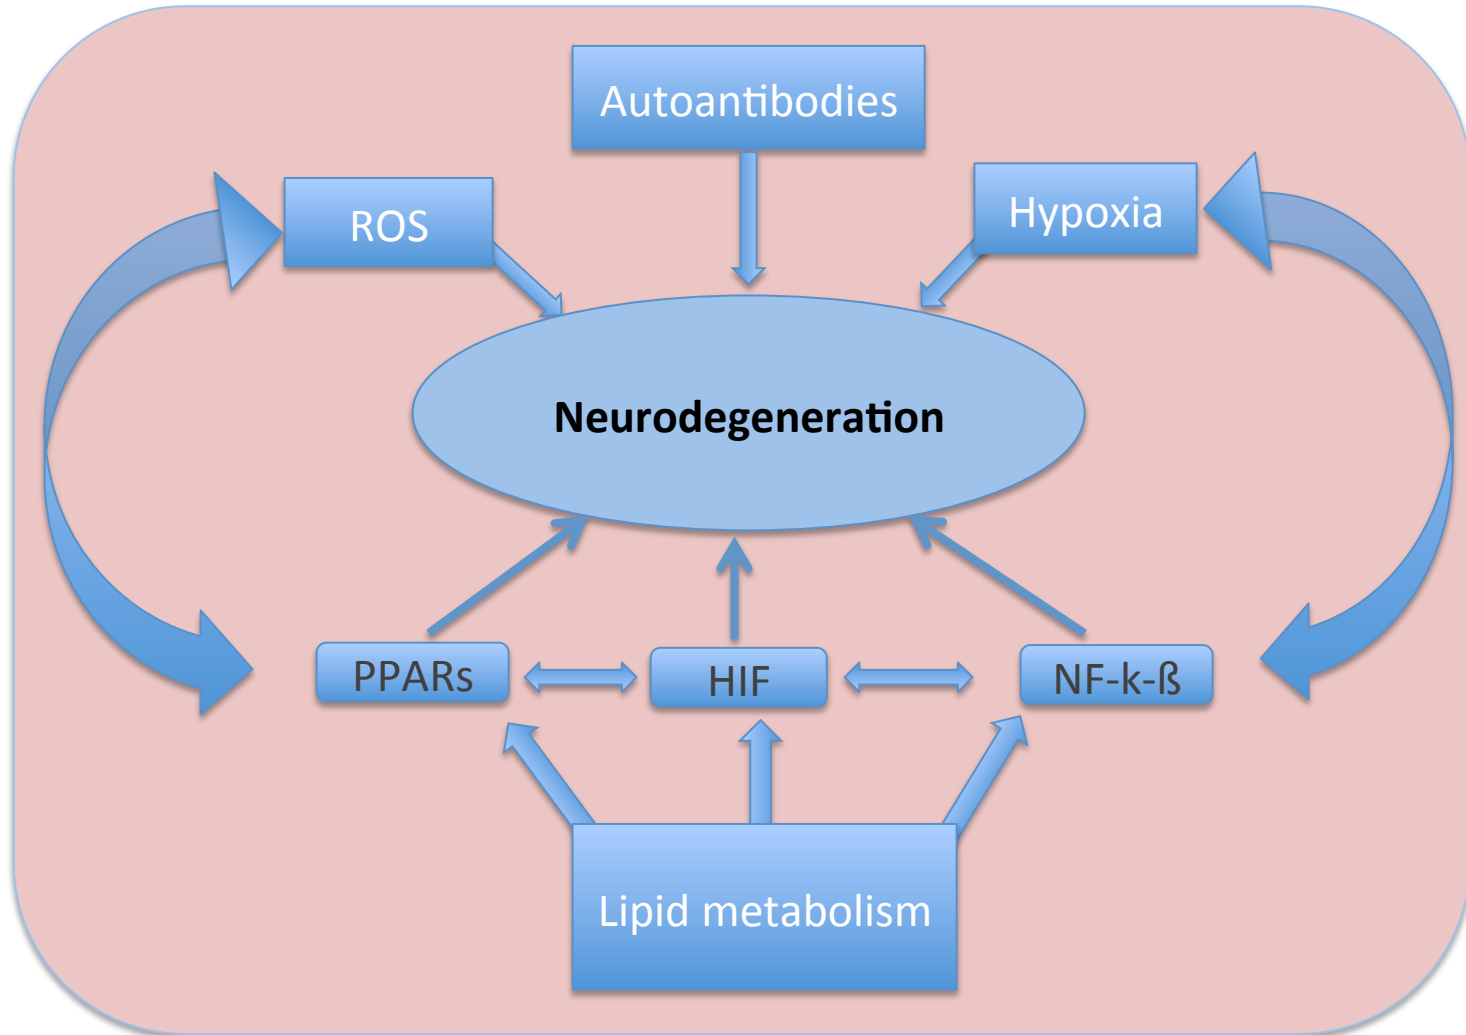 Autoantibodies
ROS
Hypoxia
Neurodegeneration
PPARs
HIF
NF-k-ß
Lipid metabolism